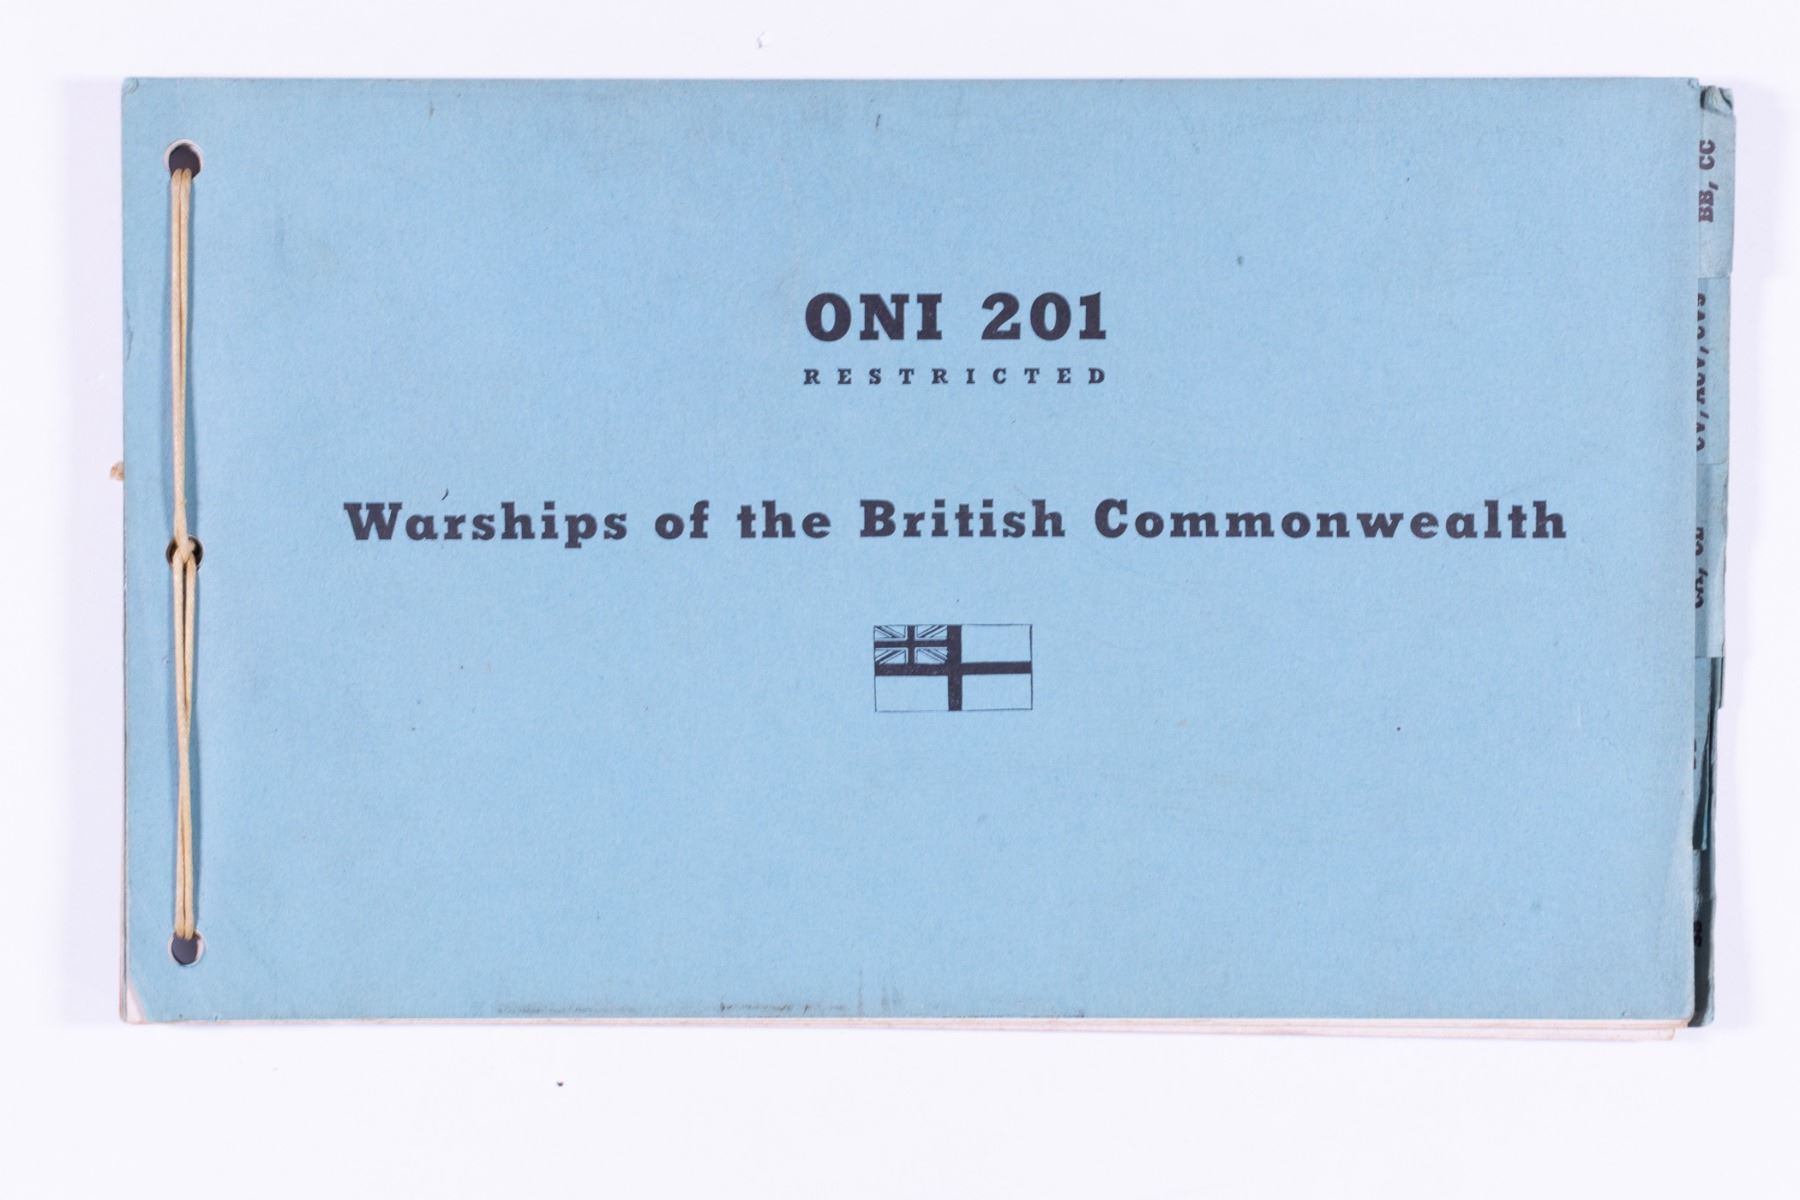 ONI 201
RESTRICTED
Warships of the British Commonwealth
BB, CC